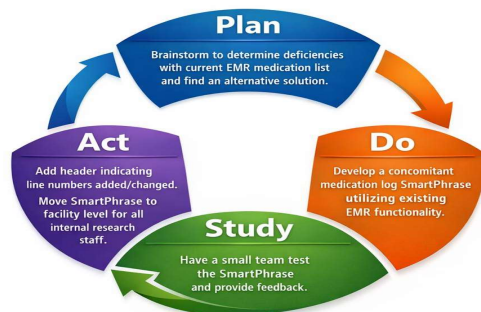 Plan
Brainstorm to determine deficiencies
with current EMR medication list
and find an alternative solution.
Do
Develop a concomitant
medication log SmartPhrase
utilizing existing
EMR functionality.
Study
Have a small team test
the SmartPhrase
and provide feedback.
Act
Add header indicating
line numbers added/changed.
Move SmartPhrase to
facility level for all
internal research
staff.